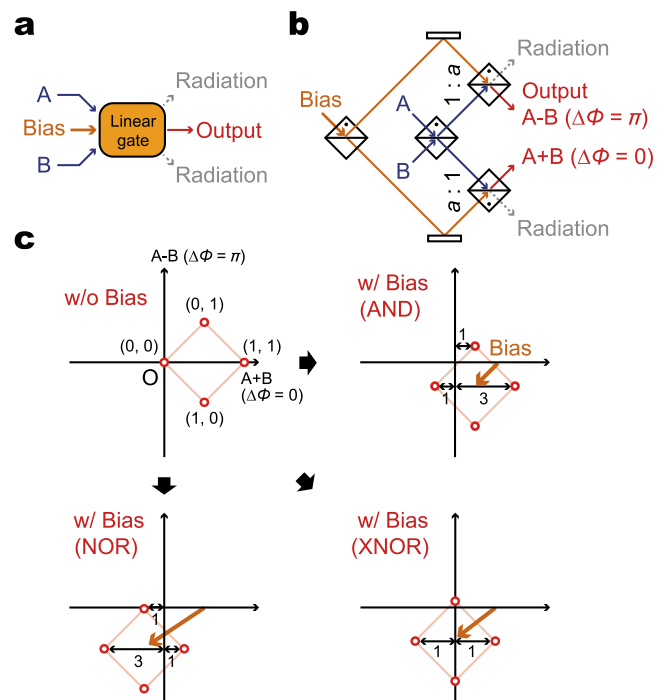 a
A
Bias
B
Linear
gate
Radiation
Output
Radiation
b
Bias
A
B
1 : a
a : 1
Radiation
Output
A-B (ΔΦ = π)
A+B (ΔΦ = 0)
Radiation
c
w/o Bias
A-B (ΔΦ = π)
(0, 1)
(0, 0)
(1, 1)
O
A+B
(ΔΦ = 0)
(1, 0)
w/ Bias
(AND)
1
Bias
1
3
w/ Bias
(NOR)
1
3
1
w/ Bias
(XNOR)
1
1